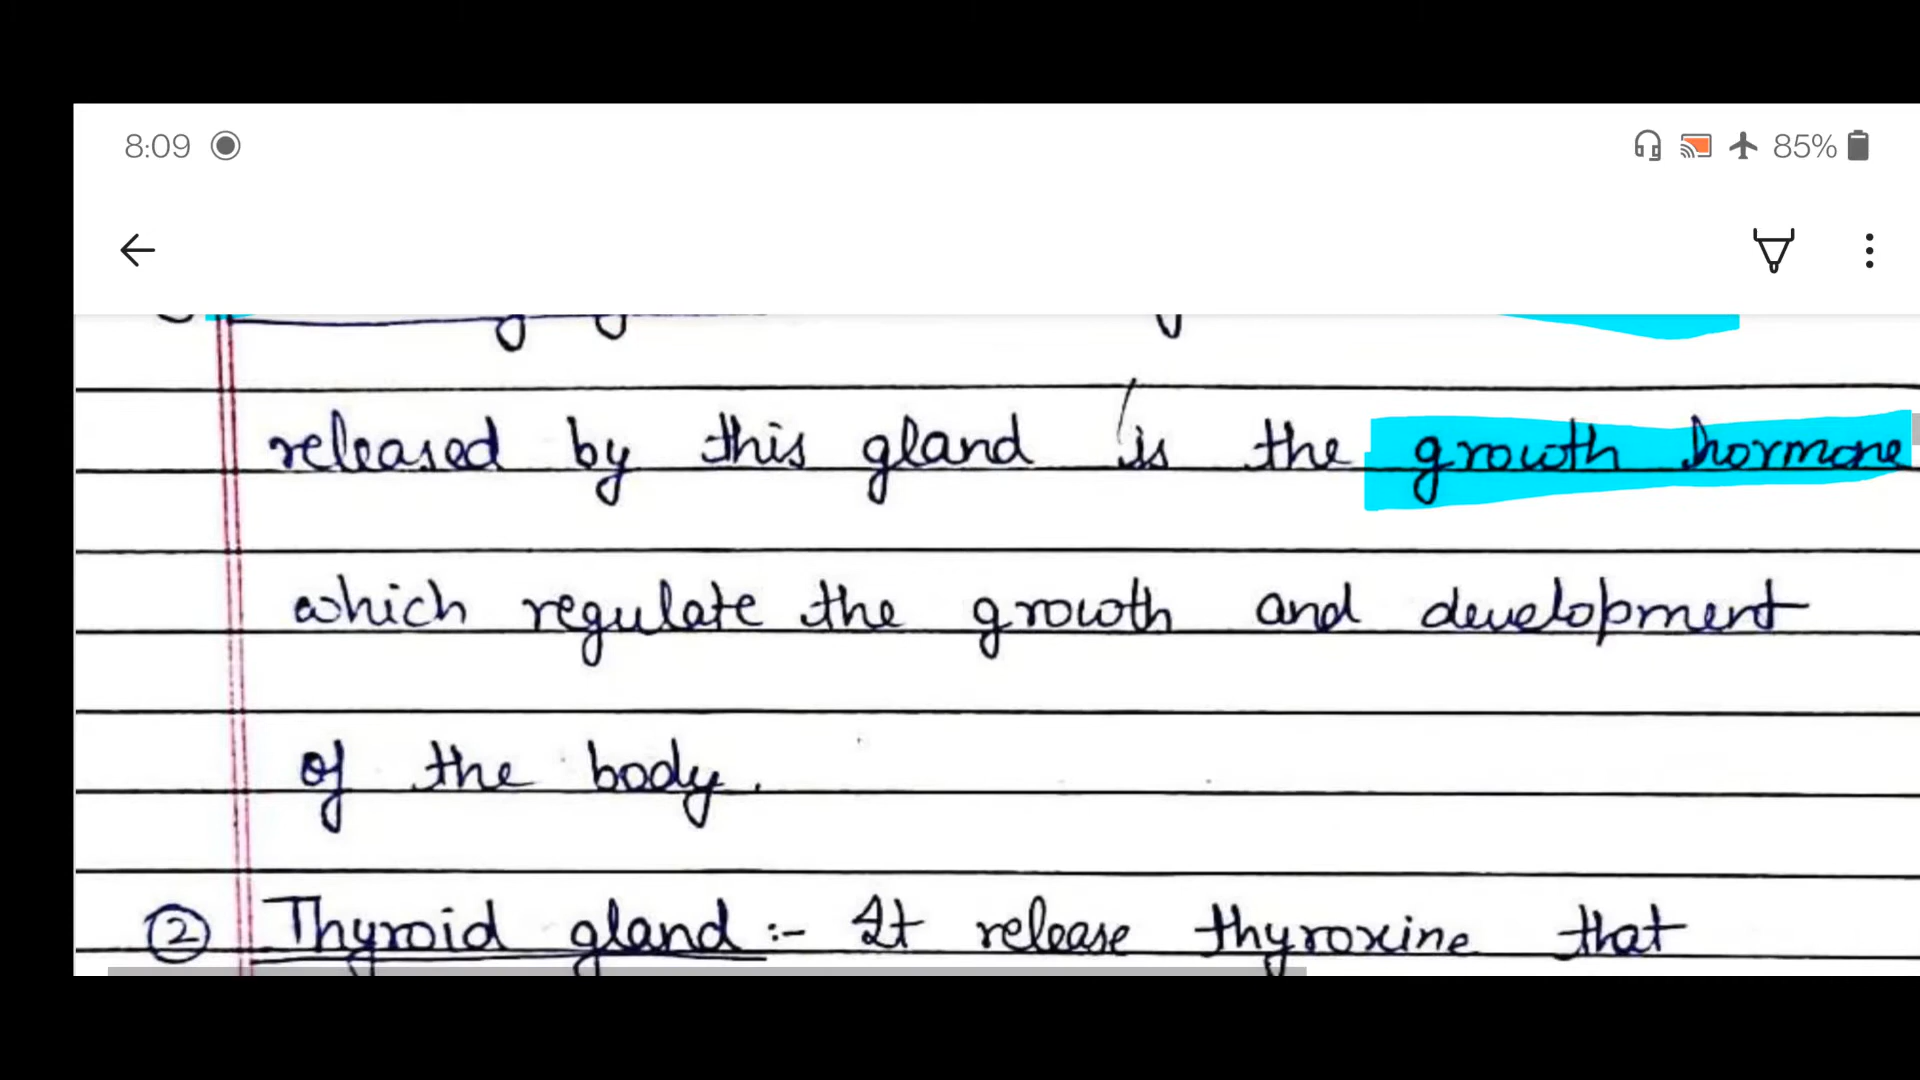 8:09
85%
released by this gland is the growth hormone
which regulate the growth and development
of the body.
② Thyroid gland :- It release thyroxine that